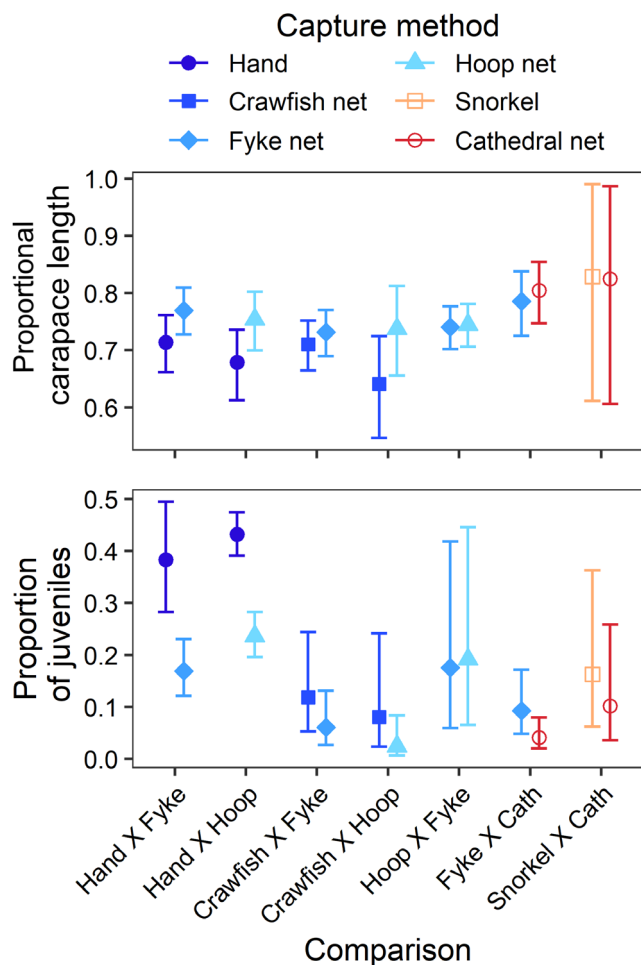 Capture method
Hand
Hoop net
Crawfish net
Snorkel
Fyke net
Cathedral net
Proportional
carapace length
1.0
0.9
0.8
0.7
0.6
Proportion
of juveniles
0.5
0.4
0.3
0.2
0.1
0.0
Hand X Fyke
Hand X Hoop
Crawfish X Fyke
Crawfish X Hoop
Hoop X Fyke
Fyke X Cath
Snorkel X Cath
Comparison